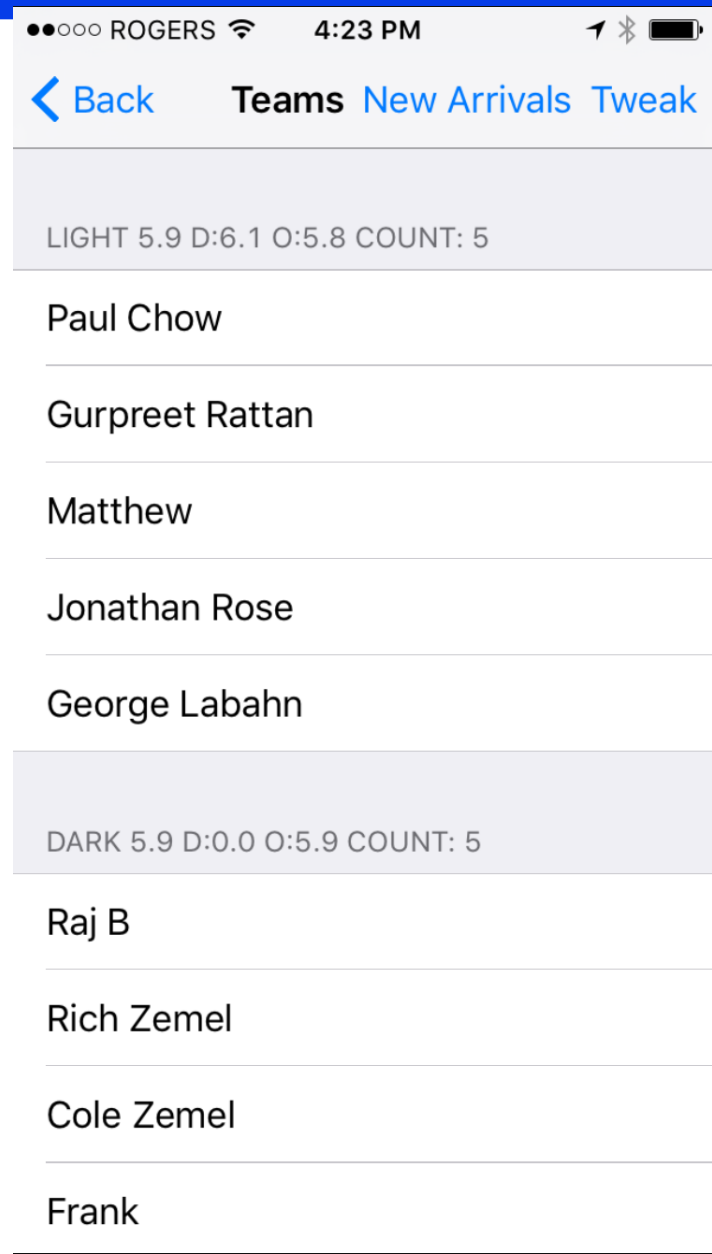 ROGERS 4:23 PM
Back Teams New Arrivals Tweak
LIGHT 5.9 D:6.1 O:5.8 COUNT: 5
Paul Chow
Gurpreet Rattan
Matthew
Jonathan Rose
George Labahn
DARK 5.9 D:0.0 O:5.9 COUNT: 5
Raj B
Rich Zemel
Cole Zemel
Frank